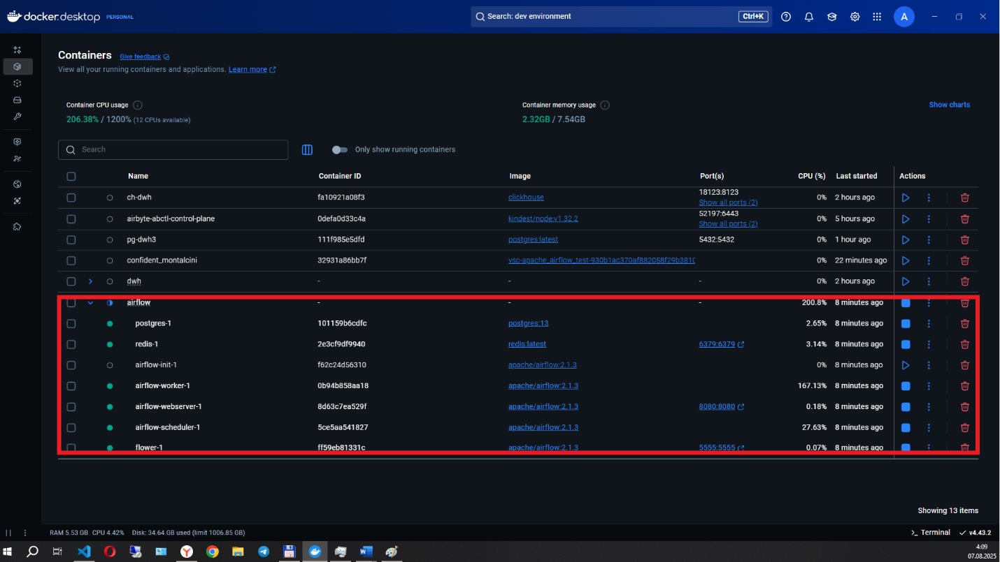 docker.desktop PERSONAL Search: dev environment Ctrl+K A
Containers Give feedback
View all your running containers and applications. Learn more
Container CPU usage Container memory usage Show charts
206.38% / 1200% (12 CPUs available) 2.32GB / 7.54GB
Search Only show running containers
Name Container ID Image Port(s) CPU (%) Last started Actions
ch-dwh fa10921a08f3 clickhouse 18123:8123 0% 2 hours ago
Show all ports (2)
airbyte-abctl-control-plane 0defa0d33c4a kindest/node:v1.32.2 52197:6443 0% 5 hours ago
Show all ports (2)
pg-dwh3 111f985e5dfd postgres:latest 5432:5432 0% 1 hour ago
confident_montalcini 32931a86bb7f vsc-apache_airflow_test-930b1ac370af882058f29b381C 0% 22 minutes ago
dwh - - - 0% 2 hours ago
airflow - - - 200.8% 8 minutes ago
postgres-1 101159b6cdfc postgres:13 2.65% 8 minutes ago
redis-1 2e3cf9df9940 redis:latest 6379:6379 3.14% 8 minutes ago
airflow-init-1 f62c24d56310 apache/airflow:2.1.3 0% 8 minutes ago
airflow-worker-1 0b94b858aa18 apache/airflow:2.1.3 167.13% 8 minutes ago
airflow-webserver-1 8d63c7ea529f apache/airflow:2.1.3 8080:8080 0.18% 8 minutes ago
airflow-scheduler-1 5ce5aa541827 apache/airflow:2.1.3 27.63% 8 minutes ago
flower-1 ff59eb81331c apache/airflow:2.1.3 5555:5555 0.07% 8 minutes ago
Showing 13 items
RAM 5.53 GB CPU 4.42% Disk: 34.64 GB used (limit 1006.85 GB) Terminal v4.43.2
4:09
07.08.2025